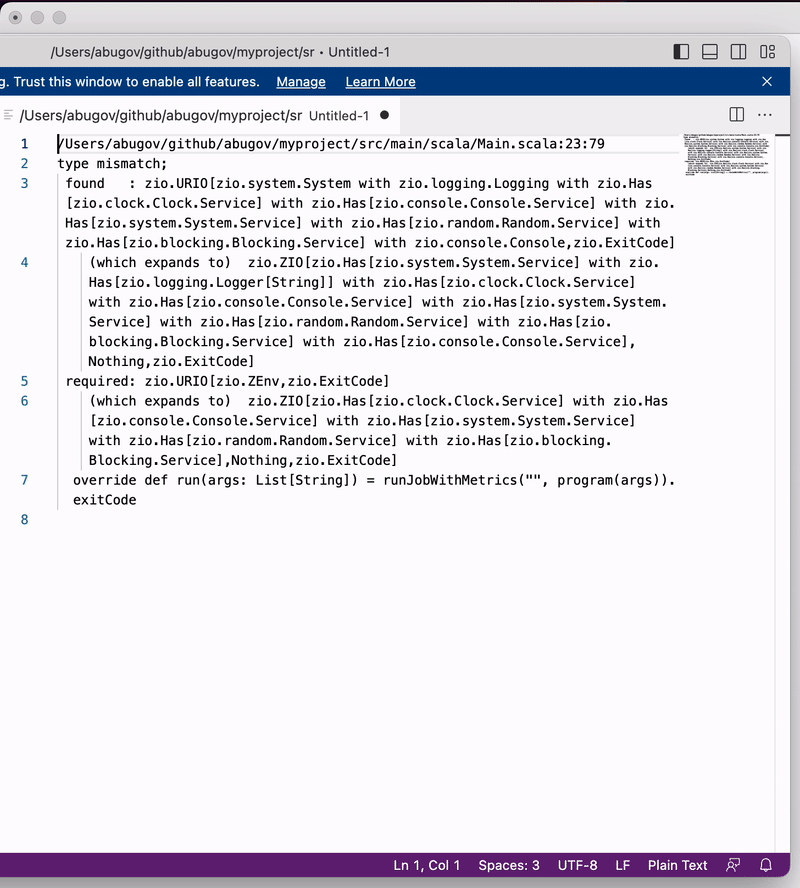 /Users/abugov/github/abugov/myproject/sr • Untitled-1
g. Trust this window to enable all features. Manage Learn More
/Users/abugov/github/abugov/myproject/sr Untitled-1
1 /Users/abugov/github/abugov/myproject/src/main/scala/Main.scala:23:79
2 type mismatch;
3 found   : zio.URIO[zio.system.System with zio.logging.Logging with zio.Has
[zio.clock.Clock.Service] with zio.Has[zio.console.Console.Service] with zio.
Has[zio.system.System.Service] with zio.Has[zio.random.Random.Service] with
zio.Has[zio.blocking.Blocking.Service] with zio.console.Console,zio.ExitCode]
4 (which expands to)  zio.ZIO[zio.Has[zio.system.System.Service] with zio.
Has[zio.logging.Logger[String]] with zio.Has[zio.clock.Clock.Service]
with zio.Has[zio.console.Console.Service] with zio.Has[zio.system.System.
Service] with zio.Has[zio.random.Random.Service] with zio.Has[zio.
blocking.Blocking.Service] with zio.Has[zio.console.Console.Service],
Nothing,zio.ExitCode]
5 required: zio.URIO[zio.ZEnv,zio.ExitCode]
6 (which expands to)  zio.ZIO[zio.Has[zio.clock.Clock.Service] with zio.Has
[zio.console.Console.Service] with zio.Has[zio.system.System.Service]
with zio.Has[zio.random.Random.Service] with zio.Has[zio.blocking.
Blocking.Service],Nothing,zio.ExitCode]
7 override def run(args: List[String]) = runJobWithMetrics("", program(args)).
exitCode
8
Ln 1, Col 1 Spaces: 3 UTF-8 LF Plain Text